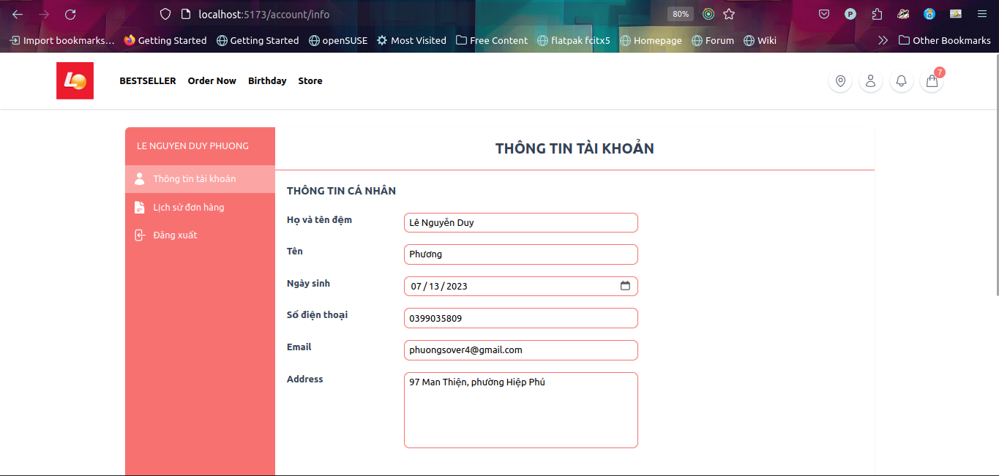 localhost:5173/account/info
80%
Import bookmarks... Getting Started Getting Started openSUSE Most Visited Free Content flatpak fcitx5 Homepage Forum Wiki Other Bookmarks
BESTSELLER Order Now Birthday Store
7
LE NGUYEN DUY PHUONG
Thông tin tài khoản
Lịch sử đơn hàng
Đăng xuất
THÔNG TIN TÀI KHOẢN
THÔNG TIN CÁ NHÂN
Họ và tên đệm Lê Nguyễn Duy
Tên Phương
Ngày sinh 07 / 13 / 2023
Số điện thoại 0399035809
Email phuongsover4@gmail.com
Address 97 Man Thiện, phường Hiệp Phú